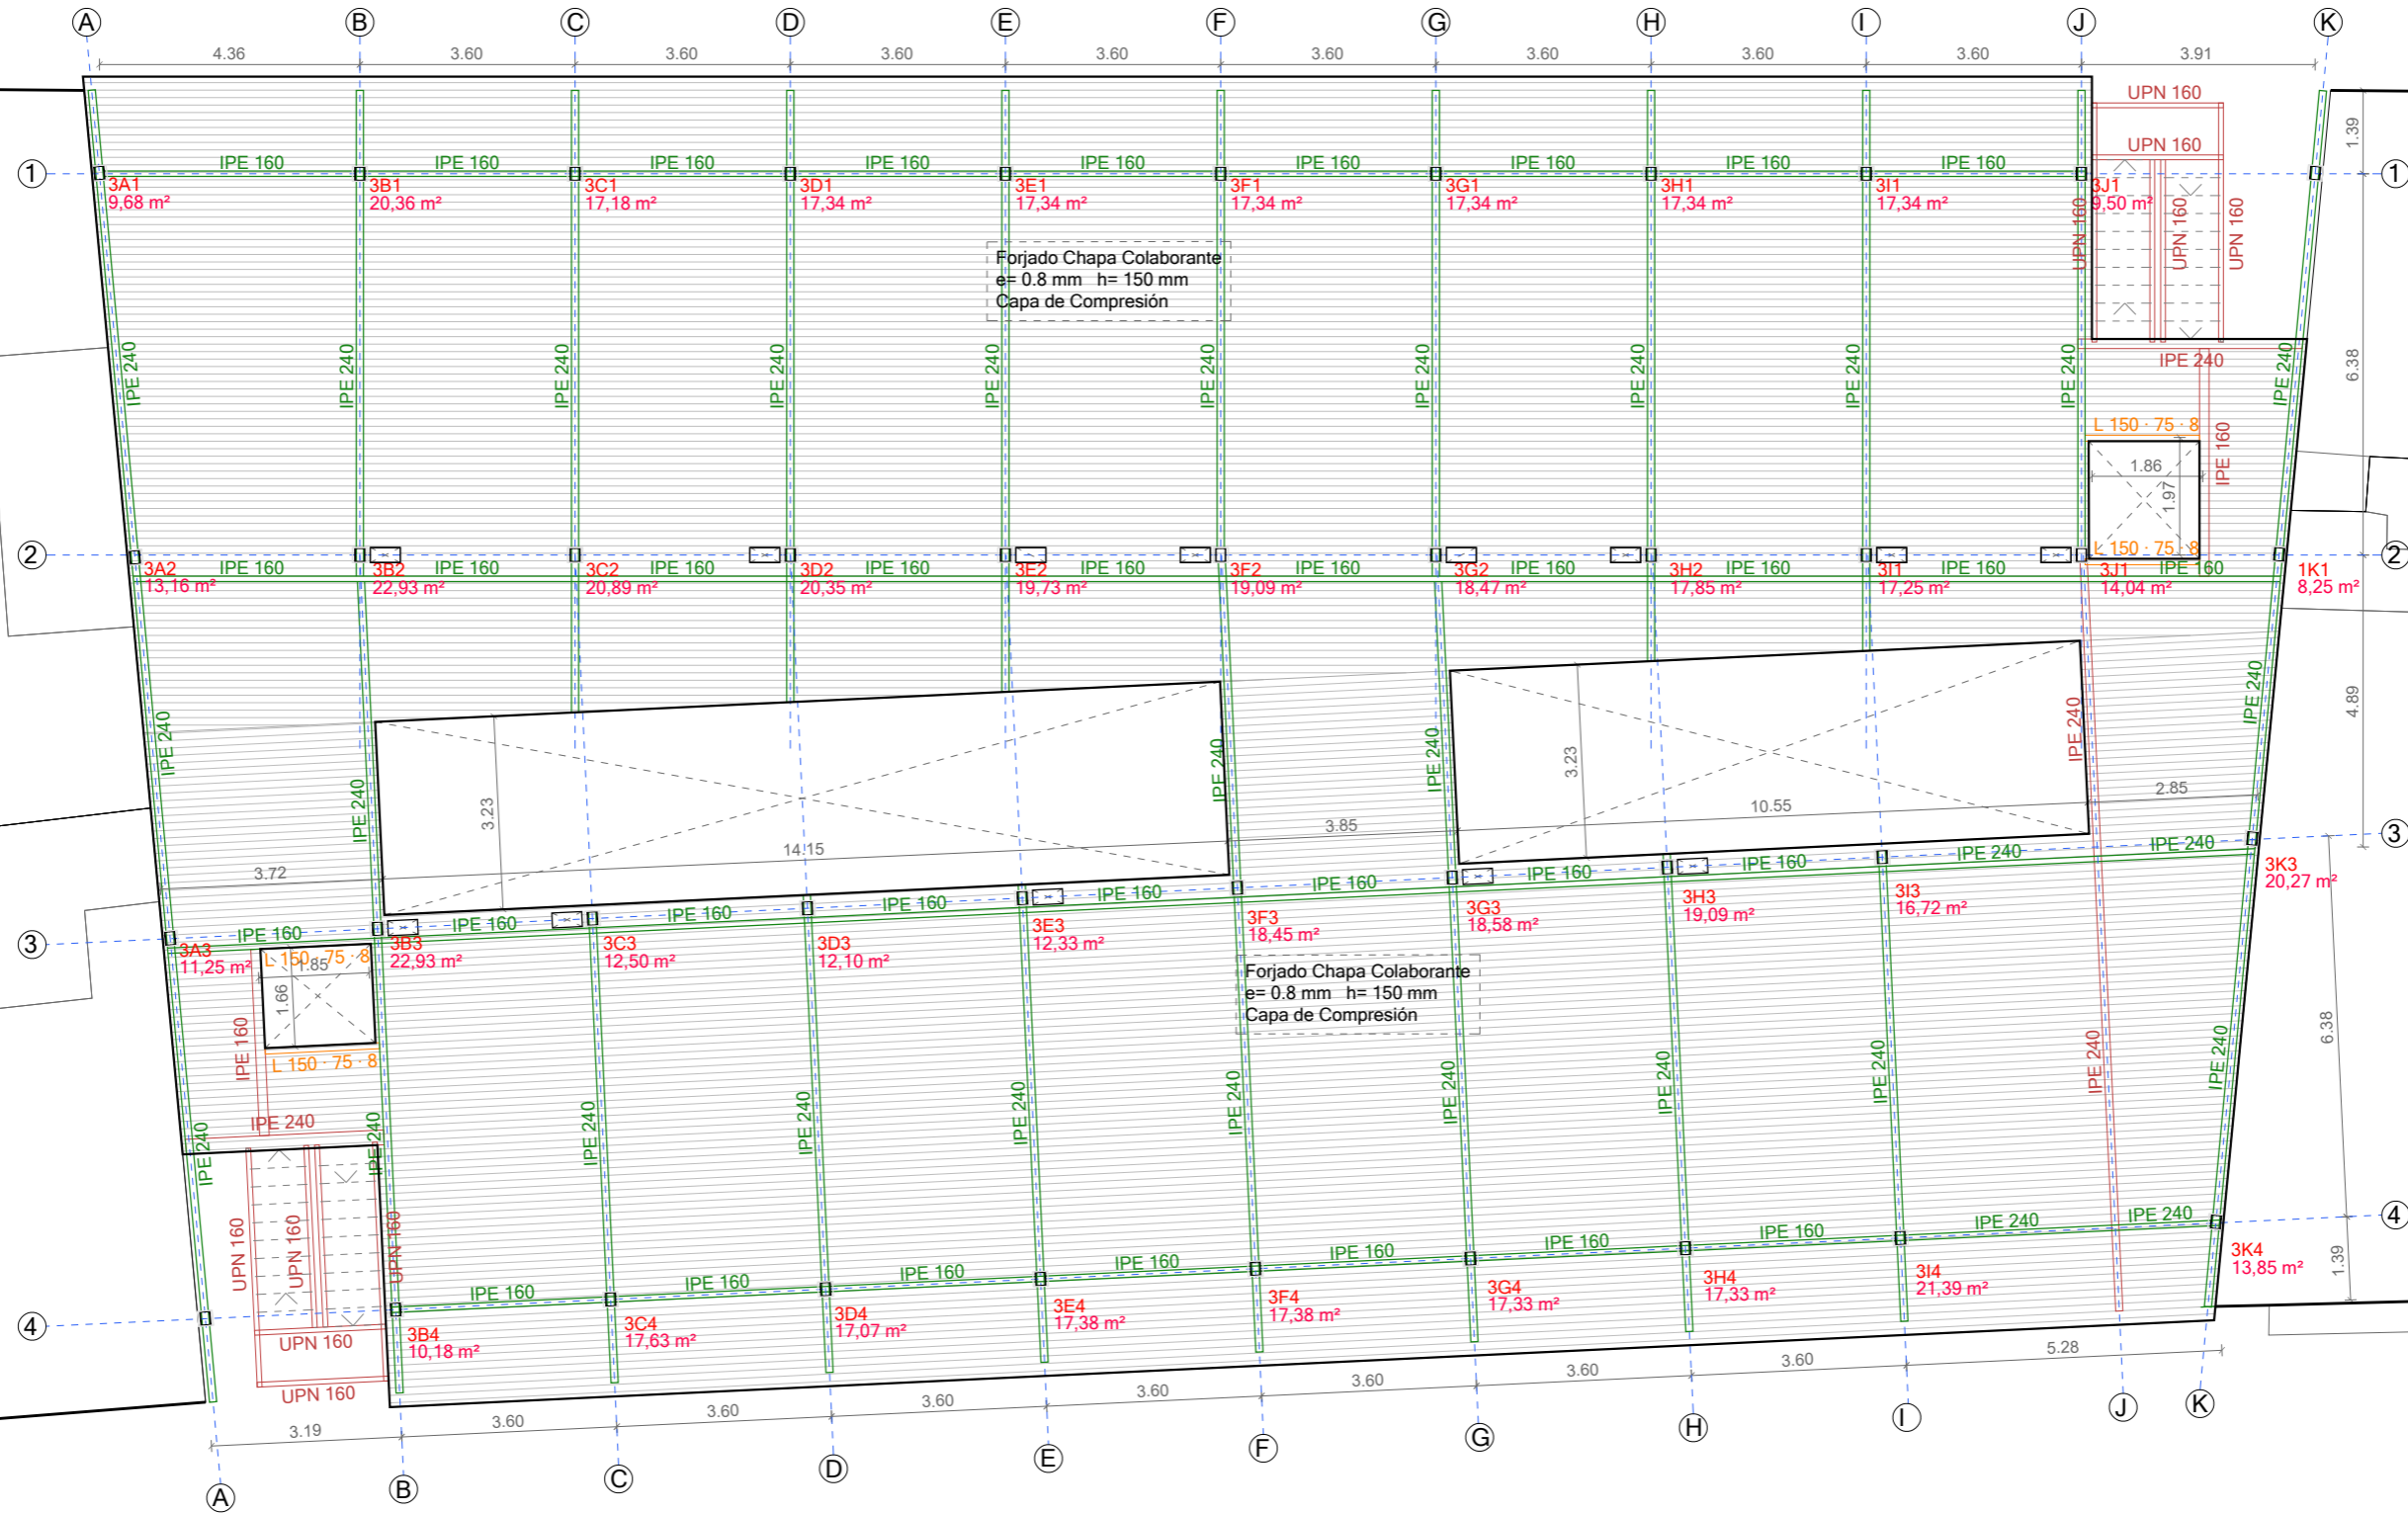 A B C D E F G H I J K
4.36 3.60 3.60 3.60 3.60 3.60 3.60 3.60 3.60 3.91
UPN 160
1.39
UPN 160
1 IPE 160 IPE 160 IPE 160 IPE 160 IPE 160 IPE 160 IPE 160 IPE 160 IPE 160 1
3A1 3B1 3C1 3D1 3E1 3F1 3G1 3H1 3I1 3J1
9,68 m² 20,36 m² 17,18 m² 17,34 m² 17,34 m² 17,34 m² 17,34 m² 17,34 m² 17,34 m² 9,50 m²
UPN 160 UPN 160 UPN 160
Forjado Chapa Colaborante
e= 0.8 mm h= 150 mm
Capa de Compresión
IPE 240 IPE 240 IPE 240 IPE 240 IPE 240 IPE 240 IPE 240 IPE 240 IPE 240 IPE 240 IPE 240
IPE 240
6.38
L 150 · 75 · 8
IPE 160
1.86
1.97
L 150 · 75 · 8
2 IPE 160 IPE 160 IPE 160 IPE 160 IPE 160 IPE 160 IPE 160 IPE 160 IPE 160 IPE 160 2
3A2 3B2 3C2 3D2 3E2 3F2 3G2 3H2 3I1 3J1 1K1
13,16 m² 22,93 m² 20,89 m² 20,35 m² 19,73 m² 19,09 m² 18,47 m² 17,85 m² 17,25 m² 14,04 m² 8,25 m²
IPE 240 IPE 240 IPE 240 IPE 240 IPE 240 IPE 240
4.89
3.23 3.23
3.72 14.15 3.85 10.55 2.85
3 IPE 160 IPE 160 IPE 160 IPE 160 IPE 160 IPE 160 IPE 160 IPE 160 IPE 240 IPE 240 3
3A3 3B3 3C3 3D3 3E3 3F3 3G3 3H3 3I3 3K3
11,25 m² 22,93 m² 12,50 m² 12,10 m² 12,33 m² 18,45 m² 18,58 m² 19,09 m² 16,72 m² 20,27 m²
L 150 · 75 · 8
1.85
1.66
IPE 160
L 150 · 75 · 8
Forjado Chapa Colaborante
e= 0.8 mm h= 150 mm
Capa de Compresión
6.38
IPE 240
IPE 240 IPE 240 IPE 240 IPE 240 IPE 240 IPE 240 IPE 240 IPE 240 IPE 240 IPE 240 IPE 240
UPN 160 UPN 160 UPN 160
4 IPE 160 IPE 160 IPE 160 IPE 160 IPE 160 IPE 160 IPE 160 IPE 240 IPE 240 4
3B4 3C4 3D4 3E4 3F4 3G4 3H4 3I4 3K4
10,18 m² 17,63 m² 17,07 m² 17,38 m² 17,38 m² 17,33 m² 17,33 m² 21,39 m² 13,85 m²
1.39
UPN 160
UPN 160
3.19 3.60 3.60 3.60 3.60 3.60 3.60 3.60 5.28
A B C D E F G H I J K